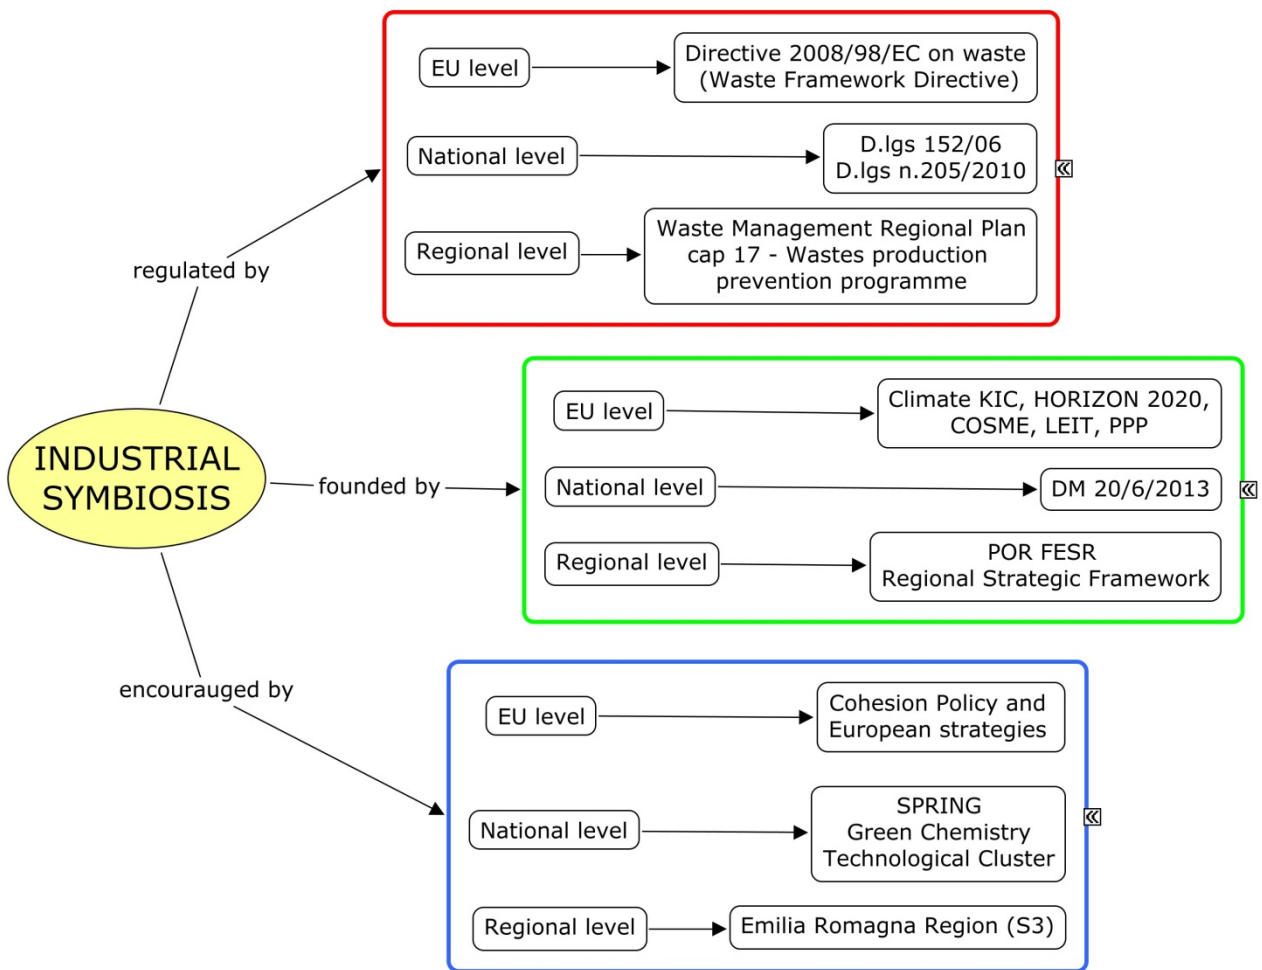 EU level
Directive 2008/98/EC on waste
(Waste Framework Directive)
National level
D.lgs 152/06
D.lgs n.205/2010
Regional level
Waste Management Regional Plan
cap 17 - Wastes production
prevention programme
regulated by
INDUSTRIAL
SYMBIOSIS
founded by
EU level
Climate KIC, HORIZON 2020,
COSME, LEIT, PPP
National level
DM 20/6/2013
Regional level
POR FESR
Regional Strategic Framework
encourauged by
EU level
Cohesion Policy and
European strategies
National level
SPRING
Green Chemistry
Technological Cluster
Regional level
Emilia Romagna Region (S3)